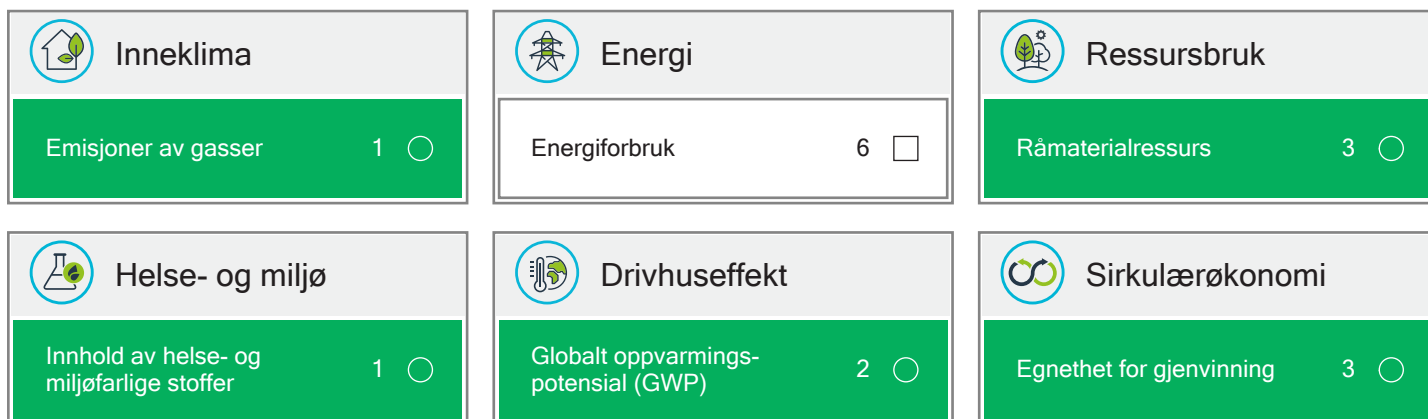 Inneklima
Emisjoner av gasser 1
Energi
Energiforbruk 6
Ressursbruk
Råmaterialressurs 3
Helse- og miljø
Innhold av helse- og
miljøfarlige stoffer 1
Drivhuseffekt
Globalt oppvarmings-
potensial (GWP) 2
Sirkulærøkonomi
Egnethet for gjenvinning 3